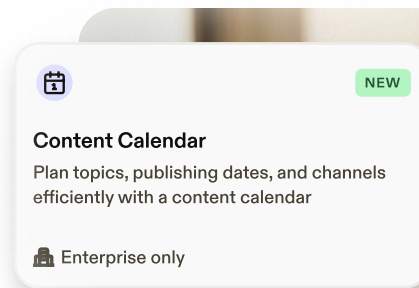 NEW
Content Calendar
Plan topics, publishing dates, and channels
efficiently with a content calendar
Enterprise only